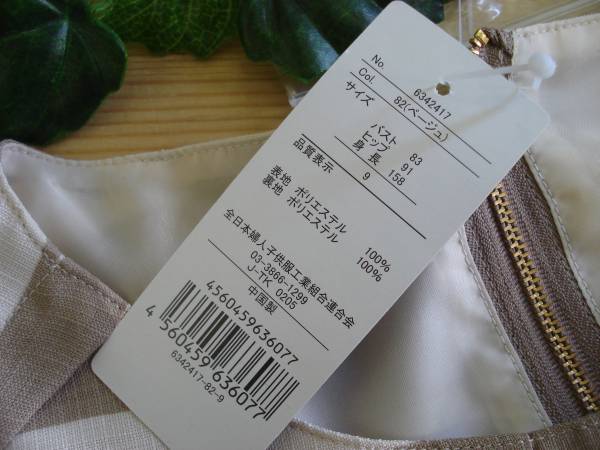 No. 6342417
Col. 82(ベージュ)
サイズ
バスト 83
ヒップ 91
身長 158
9
品質表示
表地 ポリエステル 100%
裏地 ポリエステル 100%
全日本婦人子供服工業組合連合会
03-3866-1299
J-TK 0205
中国製
4560459636077
4 560459 636077
6342417-82-9